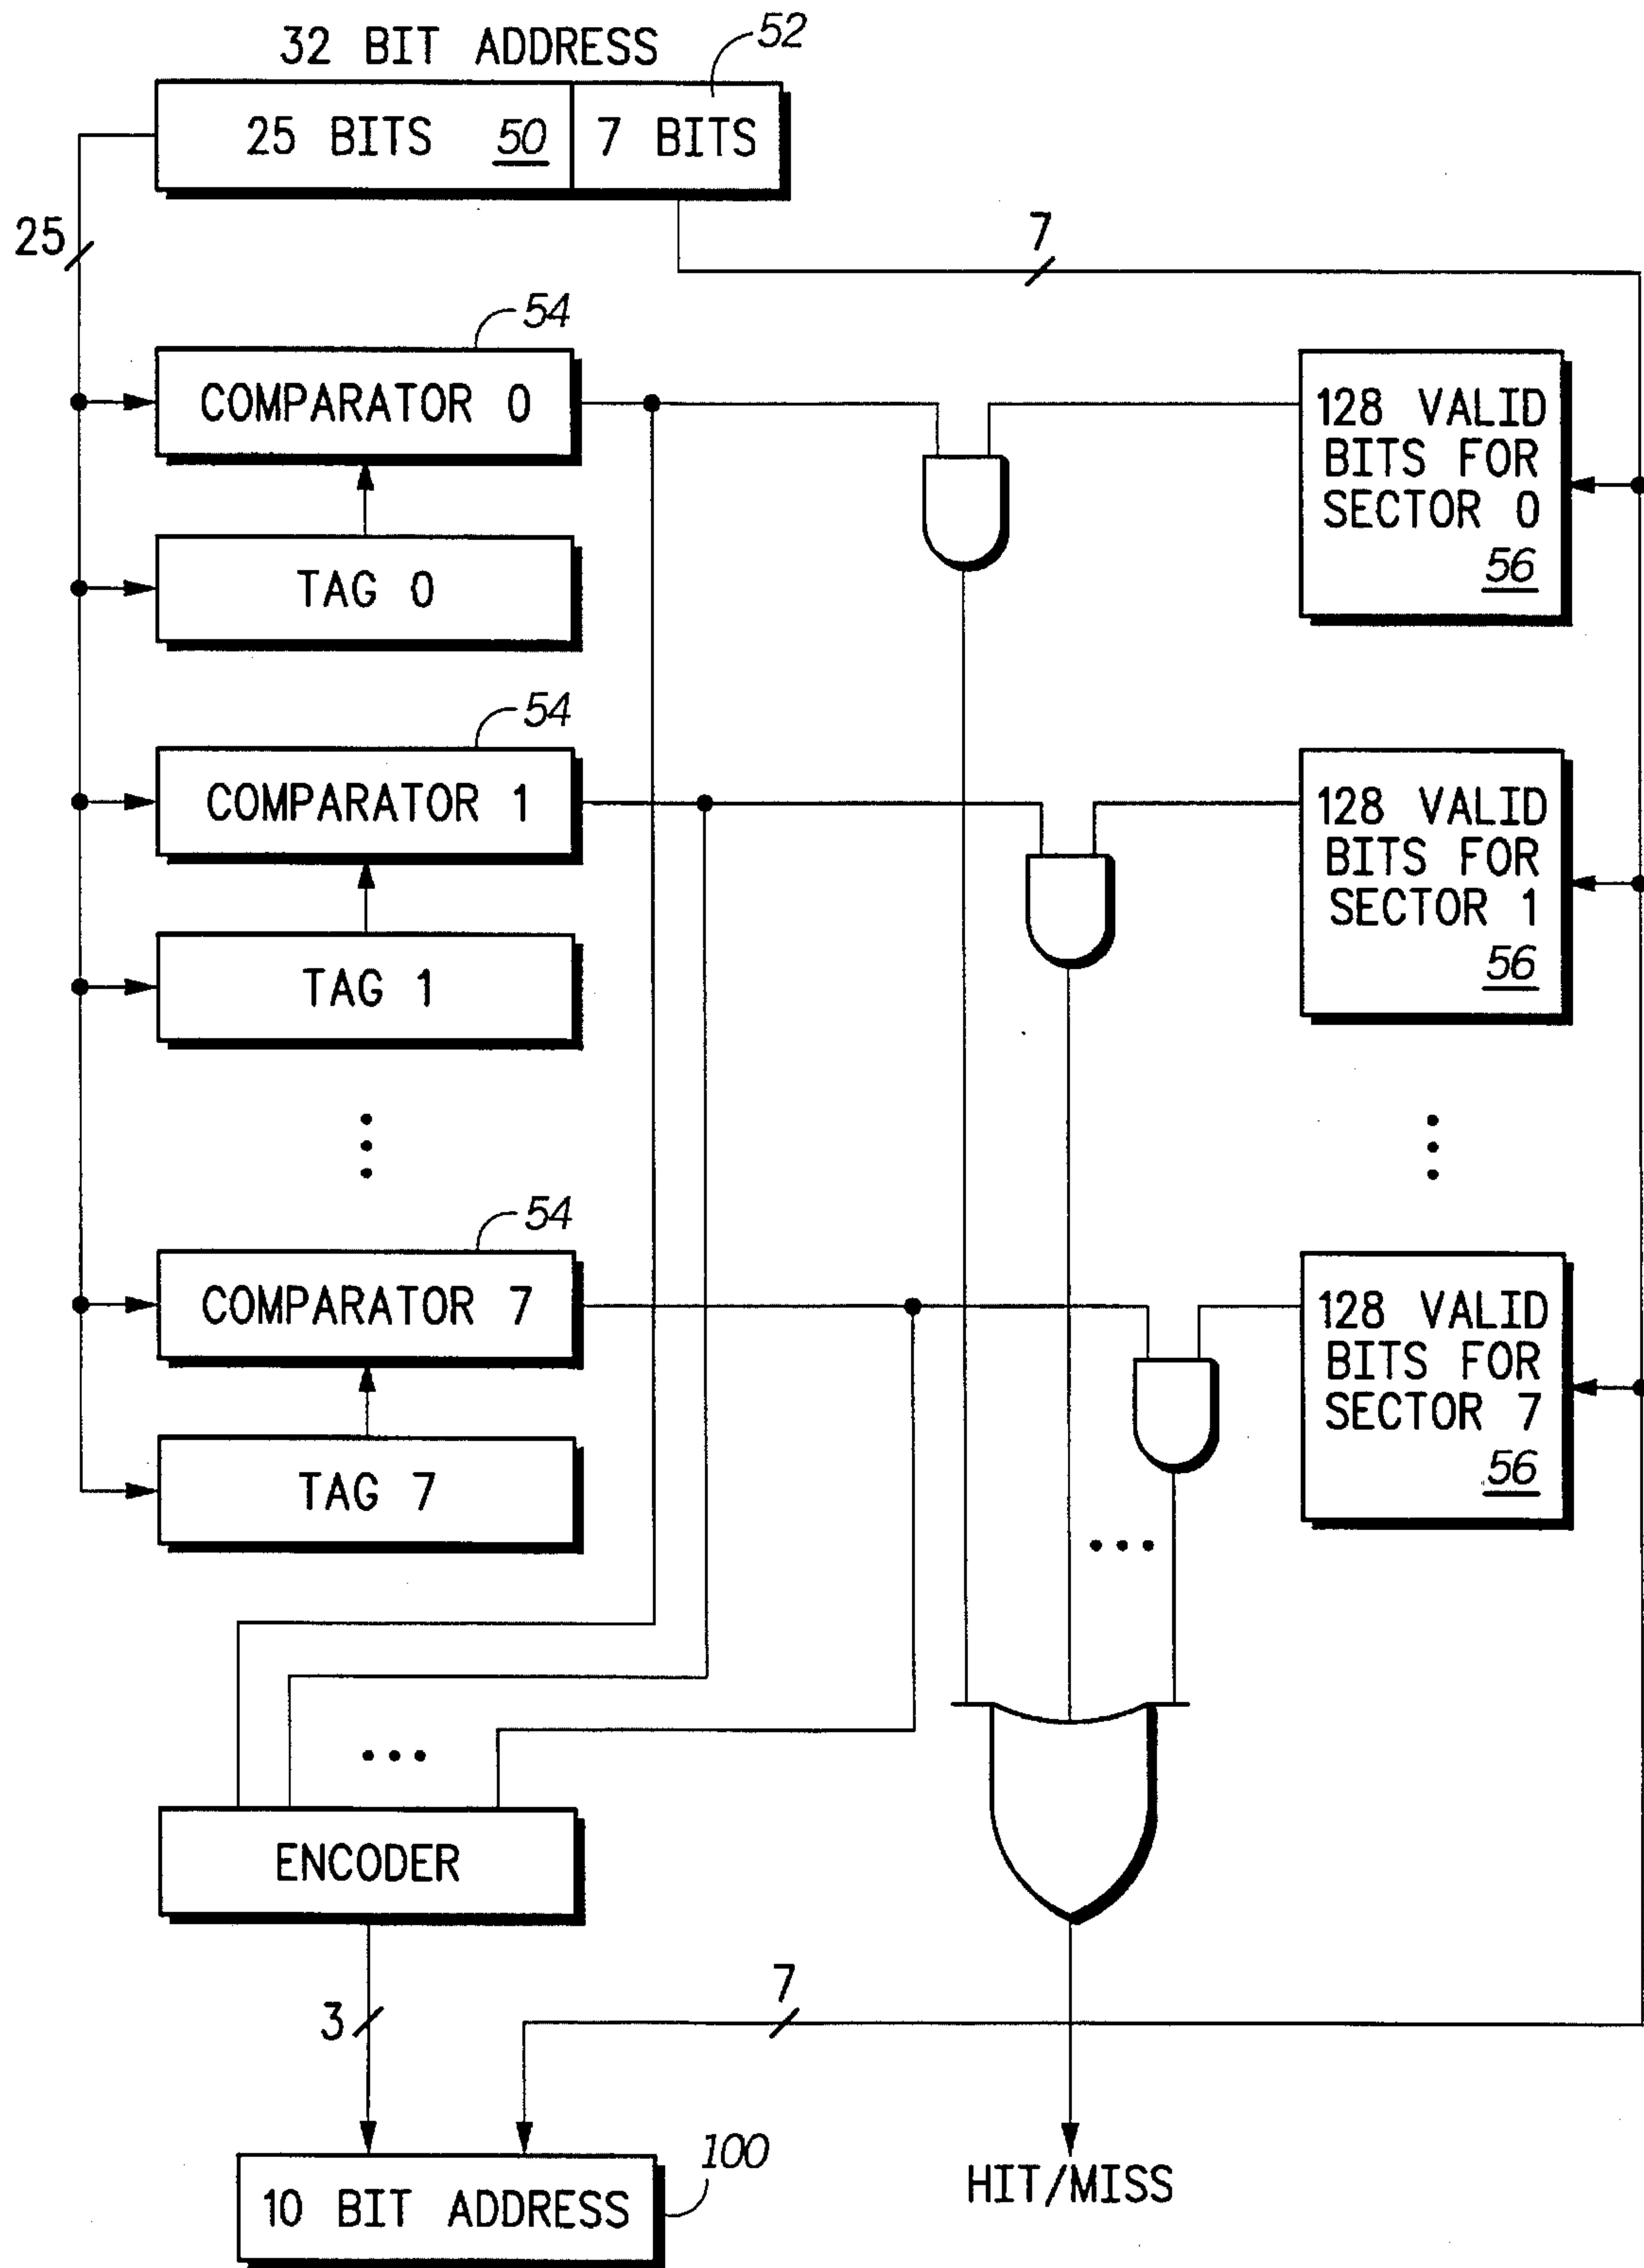 32 BIT ADDRESS
52
25 BITS 50 7 BITS
25
7
54
COMPARATOR 0
128 VALID
BITS FOR
SECTOR 0
56
TAG 0
54
COMPARATOR 1
128 VALID
BITS FOR
SECTOR 1
56
TAG 1
54
COMPARATOR 7
128 VALID
BITS FOR
SECTOR 7
56
TAG 7
ENCODER
3
7
10 BIT ADDRESS
100
HIT/MISS